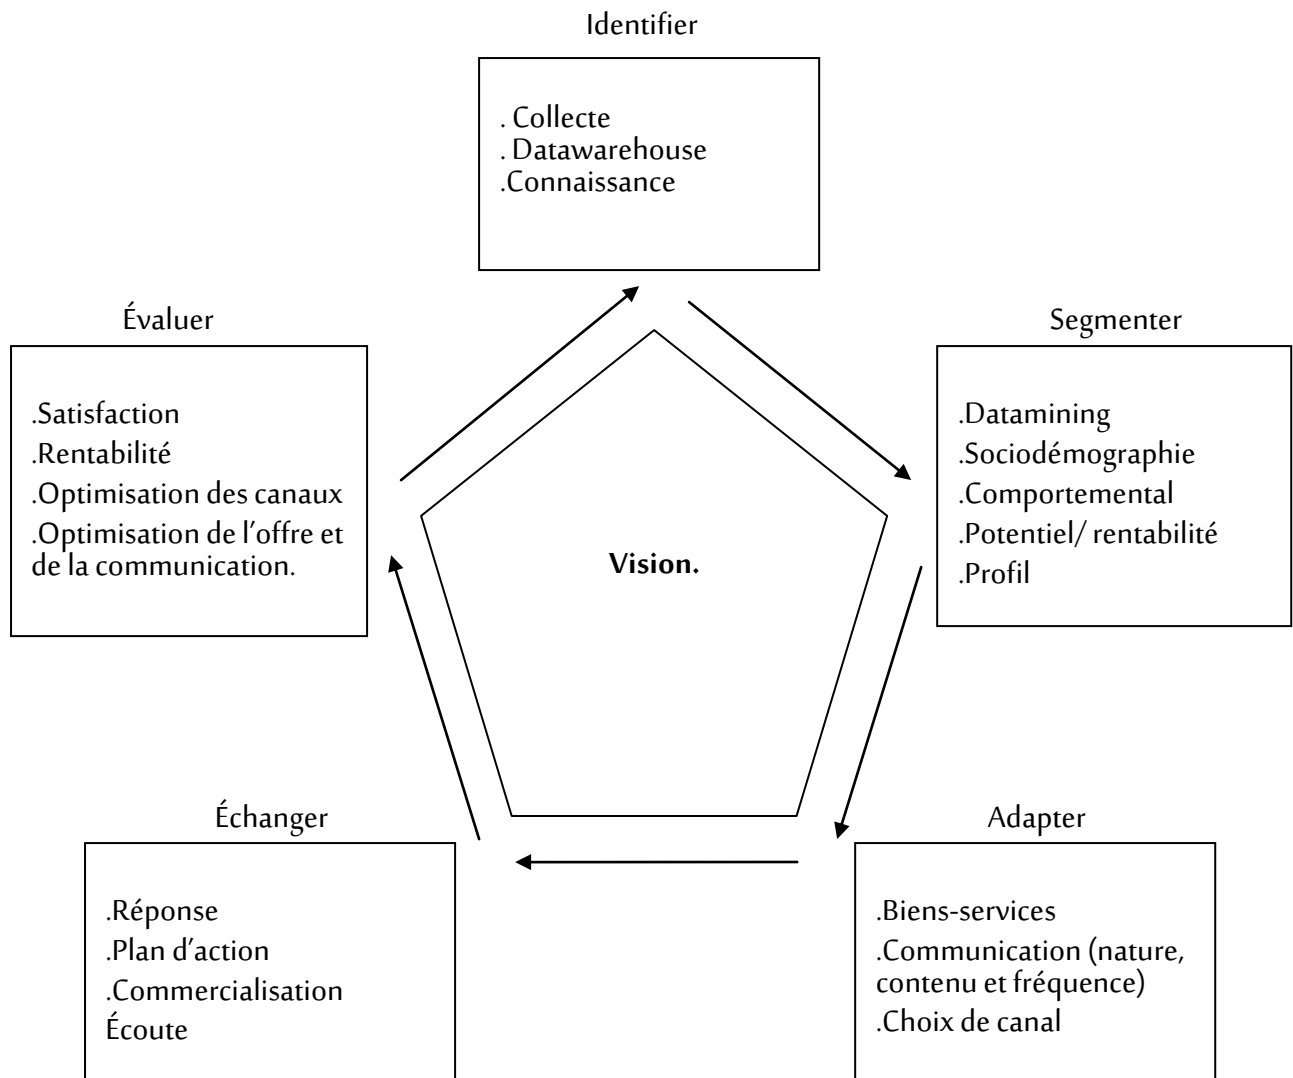 Identifier
. Collecte
. Datawarehouse
.Connaissance
Évaluer
.Satisfaction
.Rentabilité
.Optimisation des canaux
.Optimisation de l'offre et
de la communication.
Segmenter
.Datamining
.Sociodémographie
.Comportemental
.Potentiel/ rentabilité
.Profil
Vision.
Échanger
.Réponse
.Plan d'action
.Commercialisation
Écoute
Adapter
.Biens-services
.Communication (nature,
contenu et fréquence)
.Choix de canal